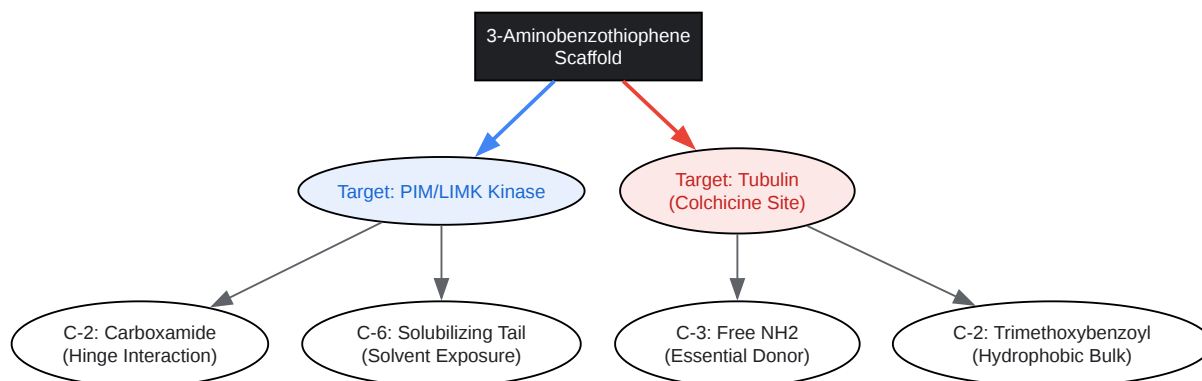 3-Aminobenzothiophene
Scaffold
Target: PIM/LIMK Kinase
Target: Tubulin
(Colchicine Site)
C-2: Carboxamide
(Hinge Interaction)
C-6: Solubilizing Tail
(Solvent Exposure)
C-3: Free NH2
(Essential Donor)
C-2: Trimethoxybenzoyl
(Hydrophobic Bulk)